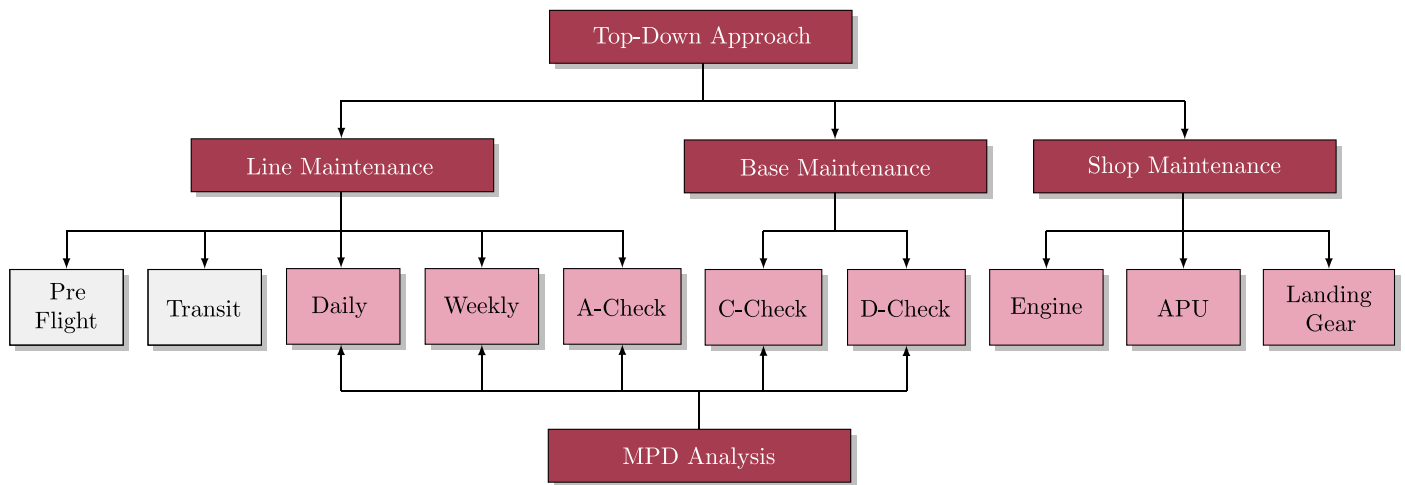 Top-Down Approach
Line Maintenance
Base Maintenance
Shop Maintenance
Pre
Flight
Transit
Daily
Weekly
A-Check
C-Check
D-Check
Engine
APU
Landing
Gear
MPD Analysis